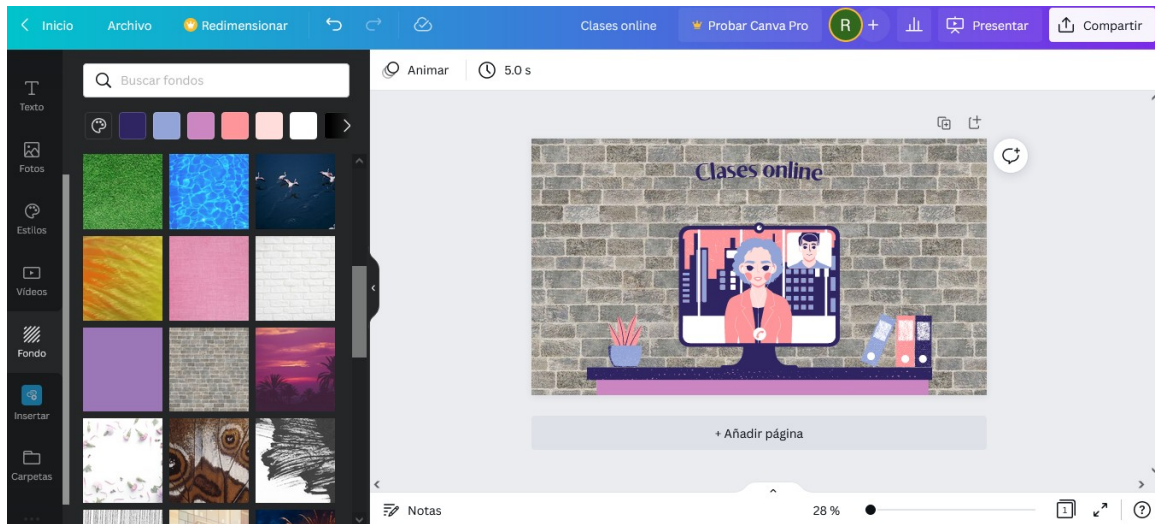 Inicio
Archivo
Redimensionar
Clases online
Probar Canva Pro
R
+
Presentar
Compartir
Texto
Fotos
Estilos
Vídeos
Fondo
Insertar
Carpetas
Buscar fondos
Animar
5.0 s
Clases online
+ Añadir página
Notas
28 %
1
?